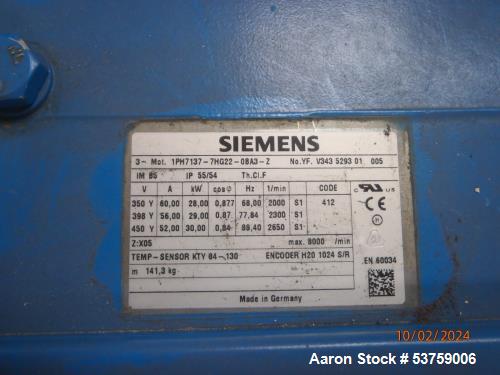 SIEMENS
3~ Mot. 1PH7137-7HG22-0BA3-Z No.YF. V343 5293 01 005
IM B5 IP 55/54 Th.Cl.F
V A kW cosφ Hz 1/min CODE
350 Y 60,00 28,00 0,877 68,00 2000 S1 412
398 Y 56,00 29,00 0,87 77,84 2300 S1
450 Y 52,00 30,00 0,84 89,40 2650 S1
Z:X05 max. 8000 /min
TEMP-SENSOR KTY 84-130 ENCODER H20 1024 S/R
EN 60034
m 141,3 kg
Made in Germany
c US
10/02/2024
Aaron Stock # 53759006